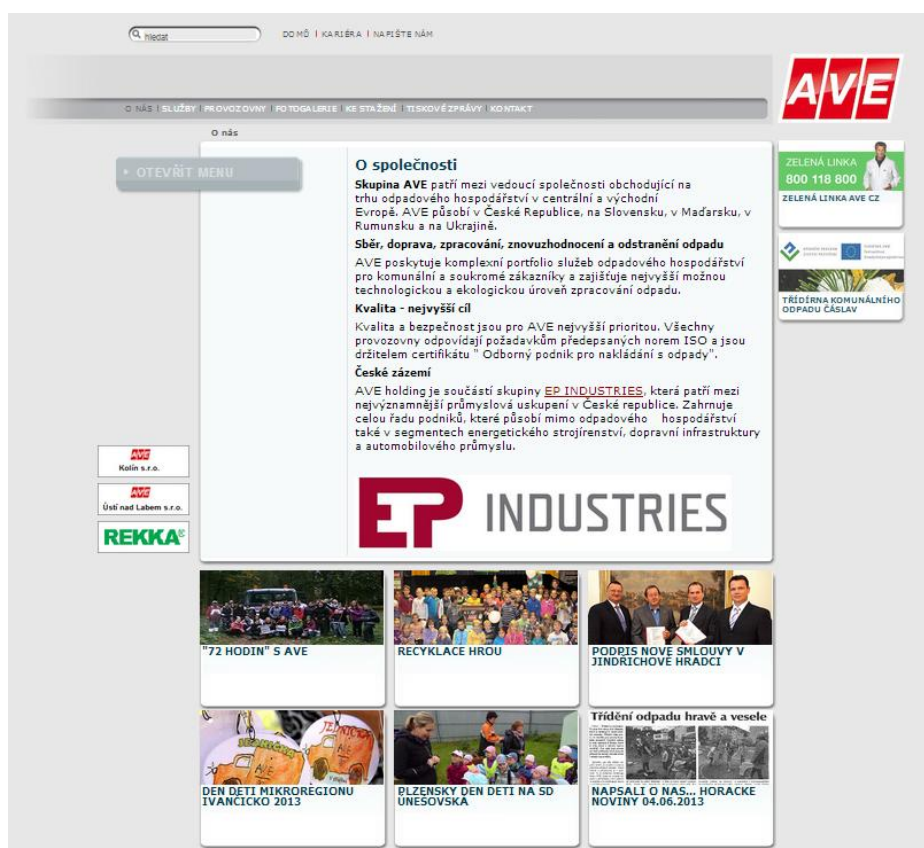 hledat
DOMŮ | KARIÉRA | NAPIŠTE NÁM
AVE
O NÁS | SLUŽBY | PROVOZOVNY | FOTOGALERIE | KE STAŽENÍ | TISKOVÉ ZPRÁVY | KONTAKT
O nás
OTEVŘÍT MENU
O společnosti
Skupina AVE patří mezi vedoucí společnosti obchodující na
trhu odpadového hospodářství v centrální a východní
Evropě. AVE působí v České Republice, na Slovensku, v Maďarsku, v
Rumunsku a na Ukrajině.
Sběr, doprava, zpracování, znovuzhodnocení a odstranění odpadu
AVE poskytuje komplexní portfolio služeb odpadového hospodářství
pro komunální a soukromé zákazníky a zajišťuje nejvyšší možnou
technologickou a ekologickou úroveň zpracování odpadu.
Kvalita - nejvyšší cíl
Kvalita a bezpečnost jsou pro AVE nejvyšší prioritou. Všechny
provozovny odpovídají požadavkům předepsaných norem ISO a jsou
držitelem certifikátu " Odborný podnik pro nakládání s odpady".
České zázemí
AVE holding je součástí skupiny EP INDUSTRIES, která patří mezi
nejvýznamnější průmyslová uskupení v České republice. Zahrnuje
celou řadu podniků, které působí mimo odpadového hospodářství
také v segmentech energetického strojírenství, dopravní infrastruktury
a automobilového průmyslu.
EP INDUSTRIES
ZELENÁ LINKA
800 118 800
ZELENÁ LINKA AVE CZ
TŘÍDÍRNA KOMUNÁLNÍHO
ODPADU ČÁSLAV
AVE
Kolín s.r.o.
AVE
Ústí nad Labem s.r.o.
REKKA
"72 HODIN" S AVE
RECYKLACE HROU
PODPIS NOVÉ SMLOUVY V
JINDŘICHOVĚ HRADCI
JEDNIČKA
JEDNIČKA
AVE
AVE
DEN DĚTÍ MIKROREGIONU
IVANČICKO 2013
PLZEŇSKÝ DEN DĚTÍ NA SD
ÚNĚŠOVSKÁ
Třídění odpadu hravě a vesele
NAPSALI O NÁS... HORÁCKÉ
NOVINY 04.06.2013